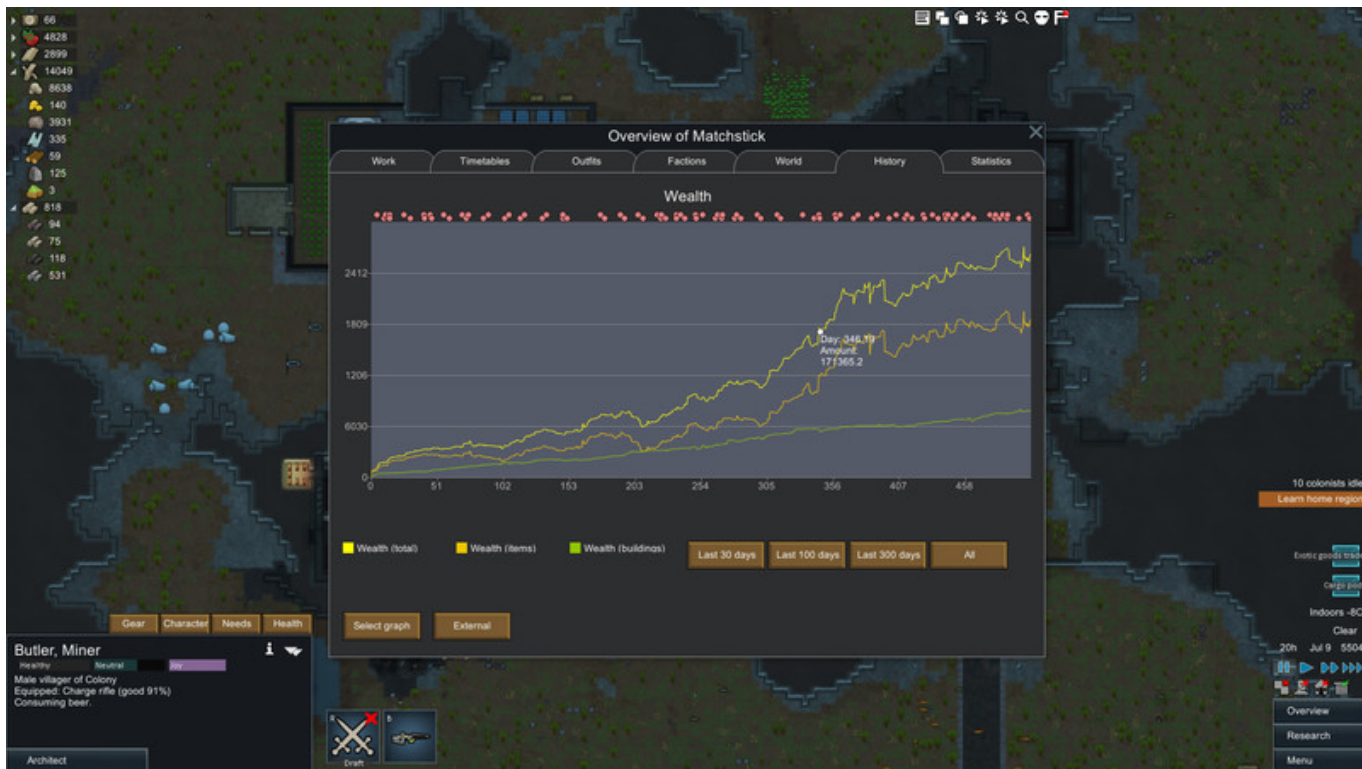 66
4828
2899
14049
8638
140
3931
335
59
125
3
818
94
75
118
531
Overview of Matchstick
Work Timetables Outfits Factions World History Statistics
Wealth
2412
1809
1206
6030
0
Day: 346.19
Amount:
171365.2
0 51 102 153 203 254 305 356 407 458
Wealth (total) Wealth (items) Wealth (buildings) Last 30 days Last 100 days Last 300 days All
Select graph External
10 colonists idle
Learn home region
Exotic goods trade
Cargo pod
Indoors -8C
Clear
20h Jul 9 5504
Overview
Research
Menu
Gear Character Needs Health
Butler, Miner
Healthy Neutral Joy
Male villager of Colony
Equipped: Charge rifle (good 91%)
Consuming beer.
Architect
R B
Draft